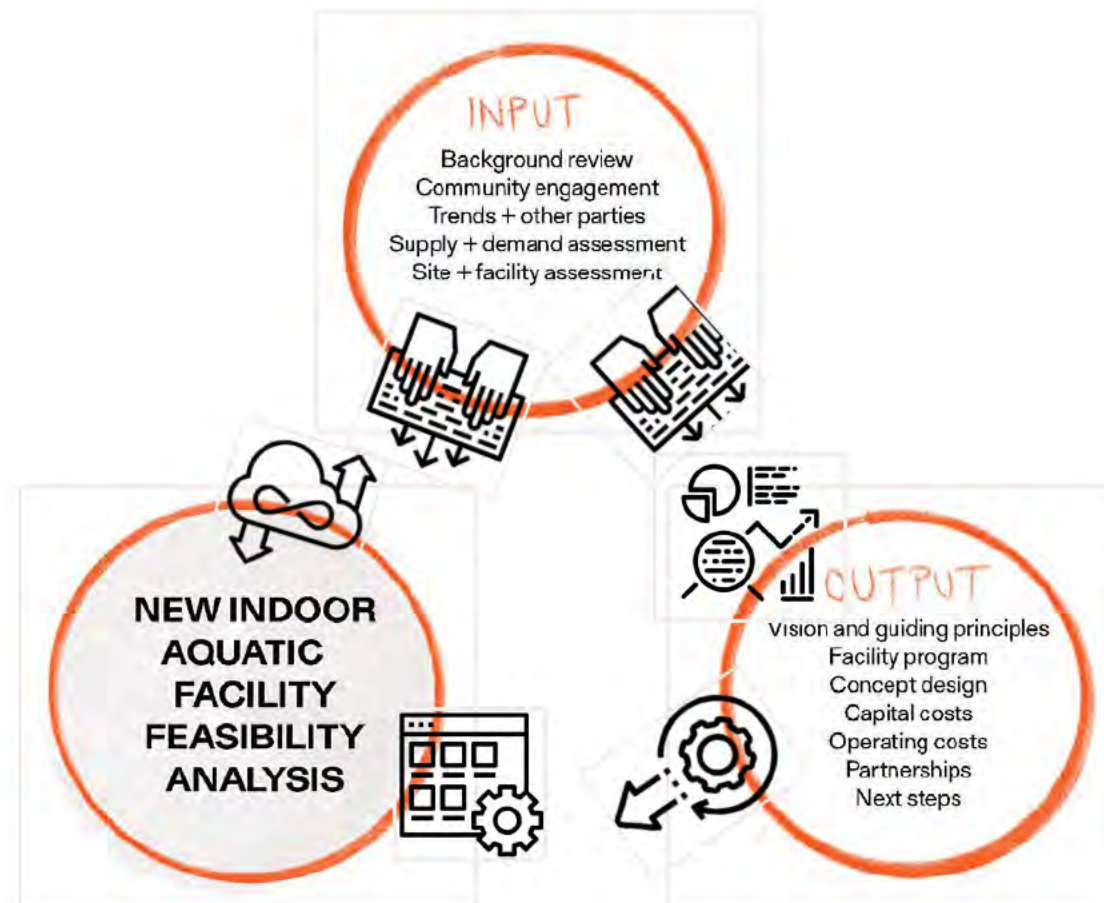 INPUT
Background review
Community engagement
Trends + other parties
Supply + demand assessment
Site + facility assessment
NEW INDOOR
AQUATIC
FACILITY
FEASIBILITY
ANALYSIS
OUTPUT
Vision and guiding principles
Facility program
Concept design
Capital costs
Operating costs
Partnerships
Next steps